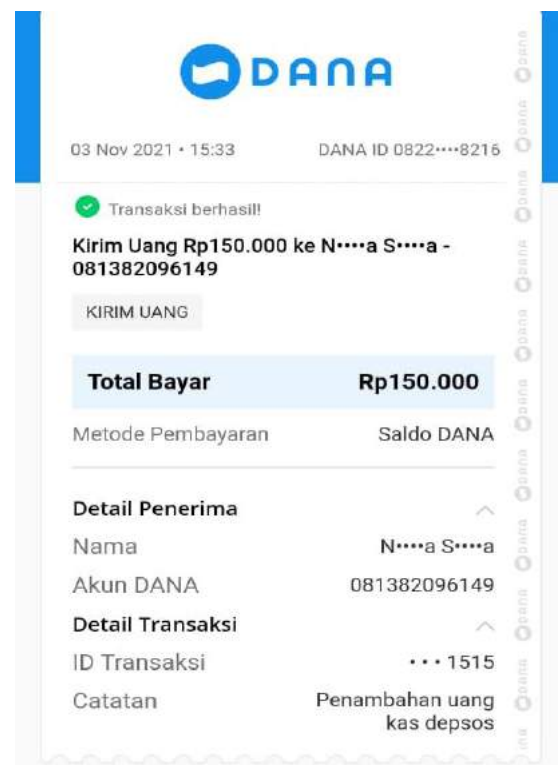 DANA
03 Nov 2021 • 15:33 DANA ID 0822••••8216
Transaksi berhasil!
Kirim Uang Rp150.000 ke N••••a S••••a -
081382096149
KIRIM UANG
Total Bayar Rp150.000
Metode Pembayaran Saldo DANA
Detail Penerima
Nama N••••a S••••a
Akun DANA 081382096149
Detail Transaksi
ID Transaksi ••• 1515
Catatan Penambahan uang
kas depsos